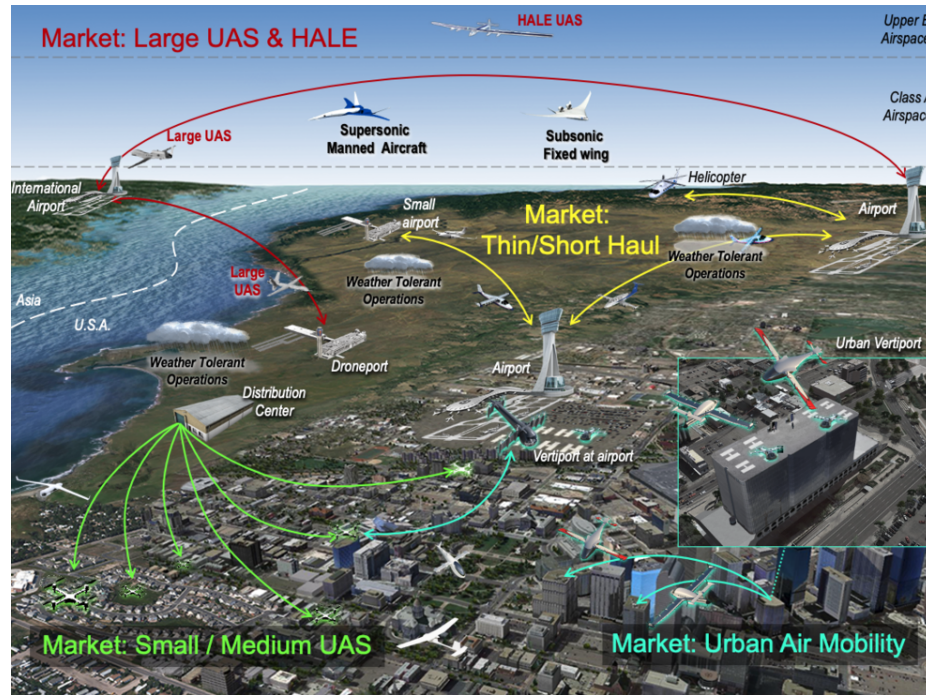 HALE UAS
Market: Large UAS & HALE
Upper E
Airspace
Class A
Airspace
Large UAS
Supersonic
Manned Aircraft
Subsonic
Fixed wing
International
Airport
Helicopter
Small
airport
Airport
Market:
Thin/Short Haul
Weather Tolerant
Operations
Weather Tolerant
Operations
Large
UAS
Asia
U.S.A.
Weather Tolerant
Operations
Droneport
Airport
Urban Vertiport
Distribution
Center
Vertiport at airport
H H H H
H
H
H
Market: Small / Medium UAS
Market: Urban Air Mobility